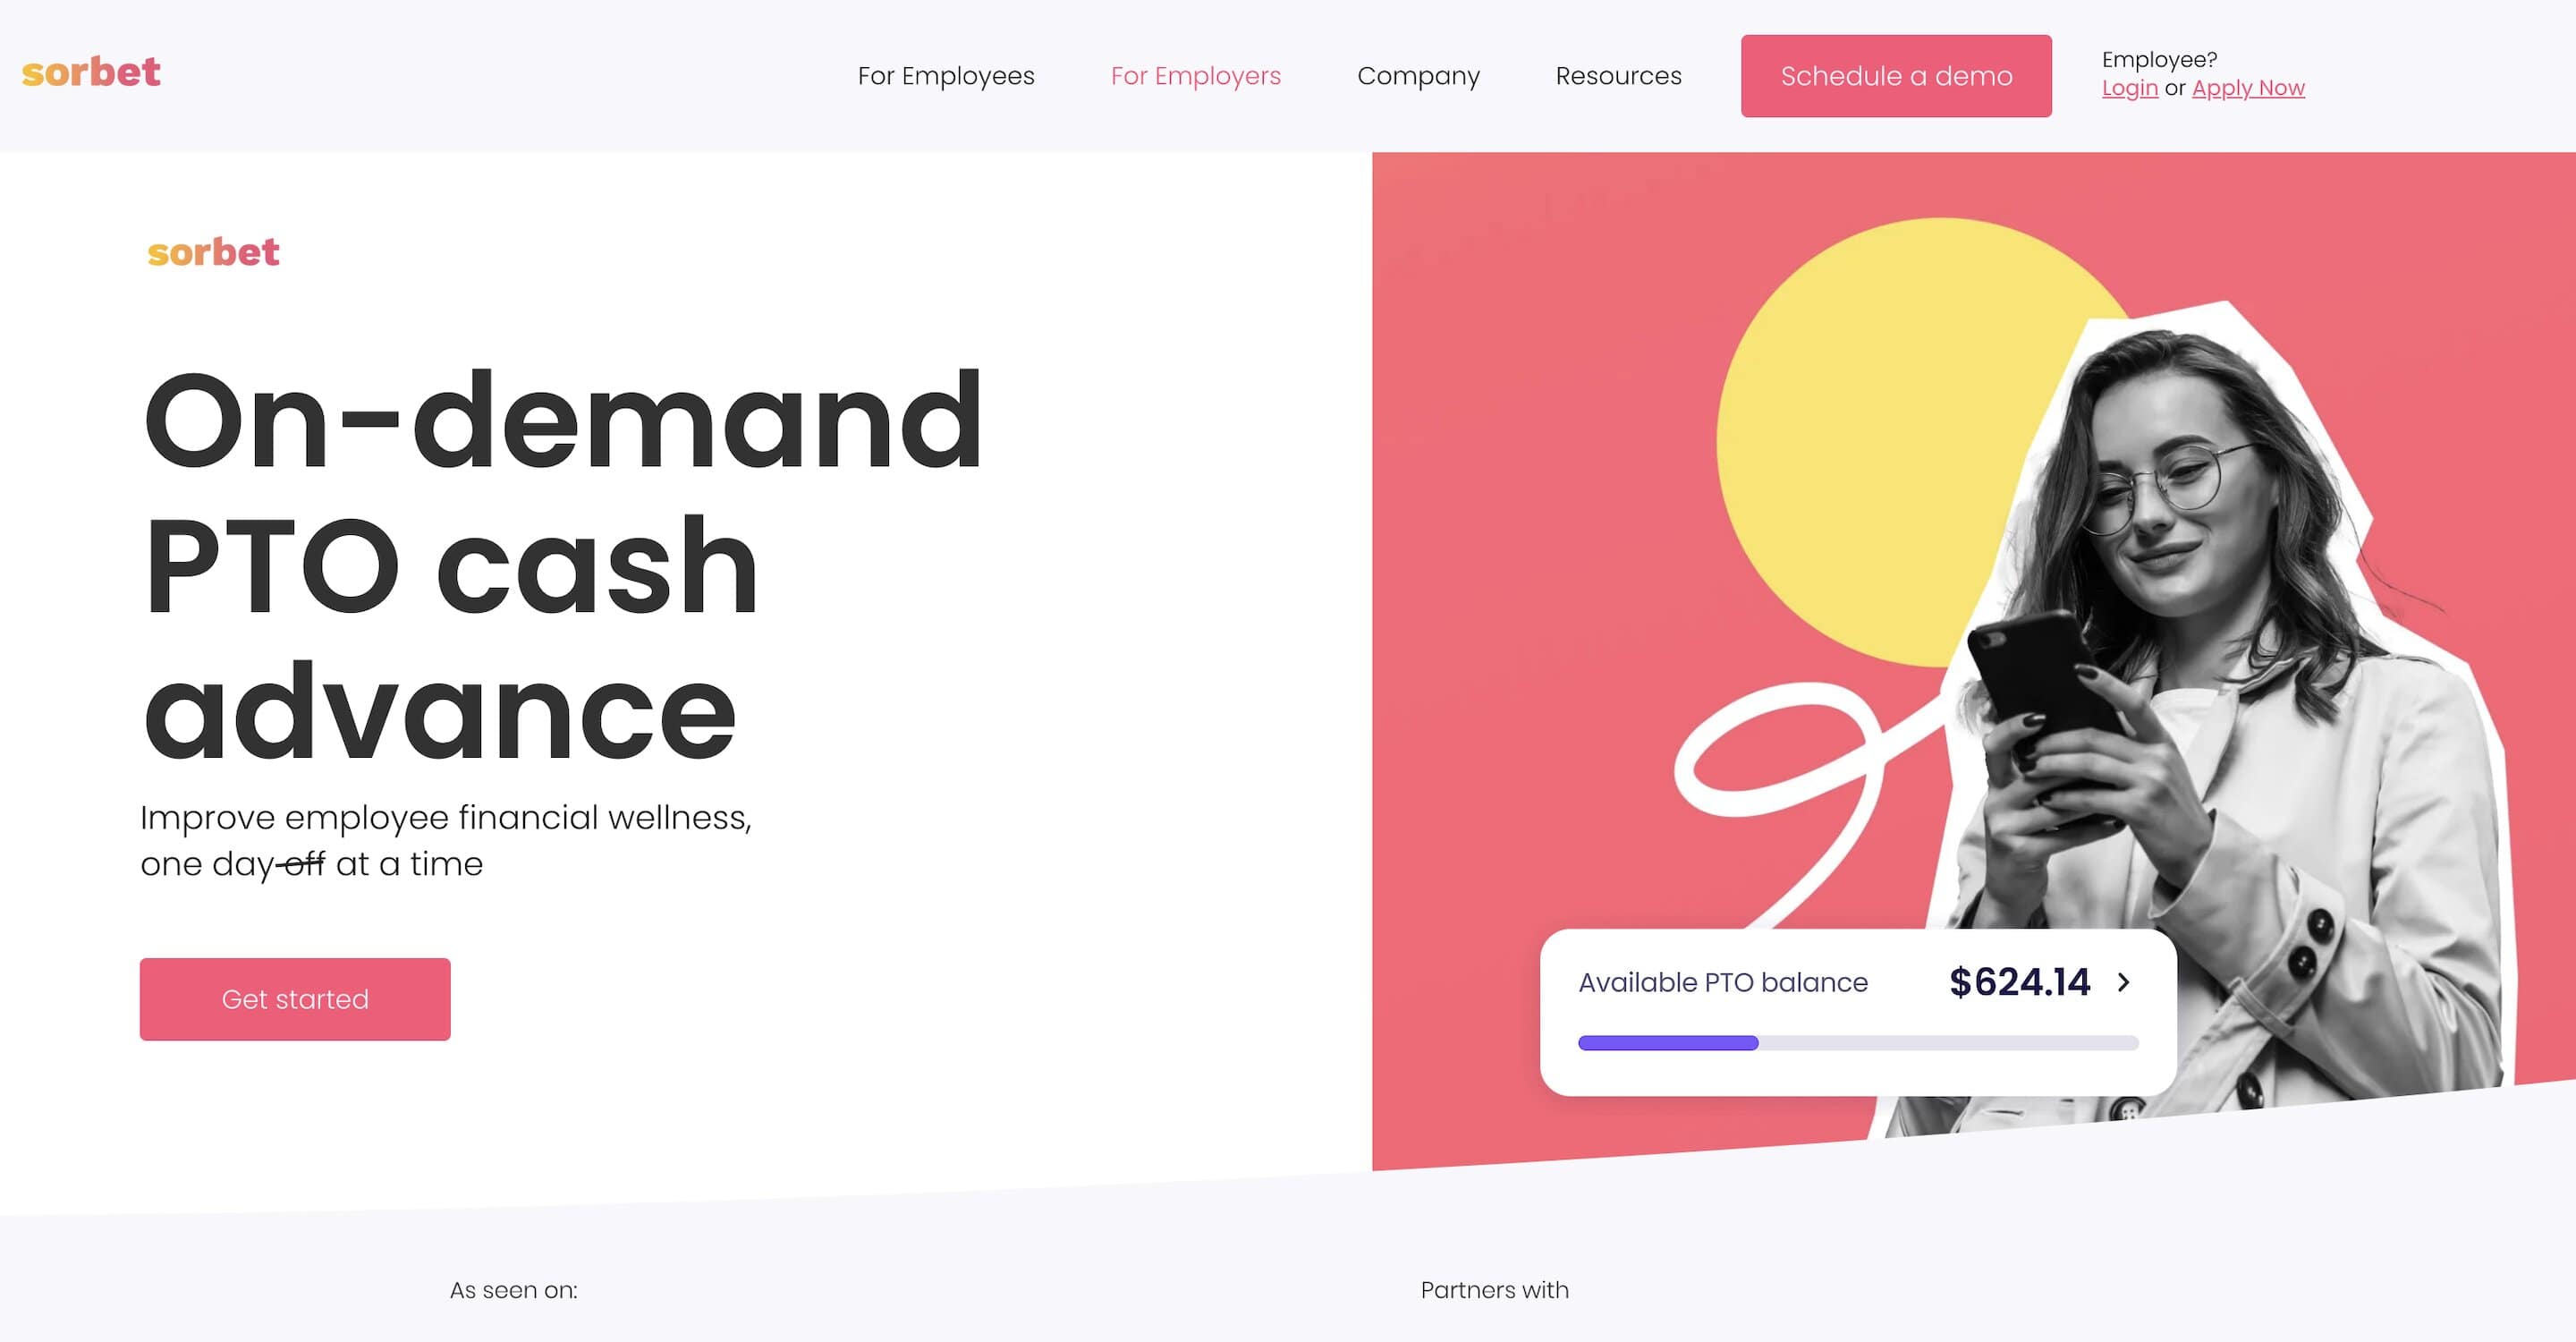 sorbet
For Employees
For Employers
Company
Resources
Schedule a demo
Employee?
Login or Apply Now
sorbet
On-demand
PTO cash
advance
Improve employee financial wellness,
one day off at a time
Get started
Available PTO balance
$624.14
As seen on:
Partners with